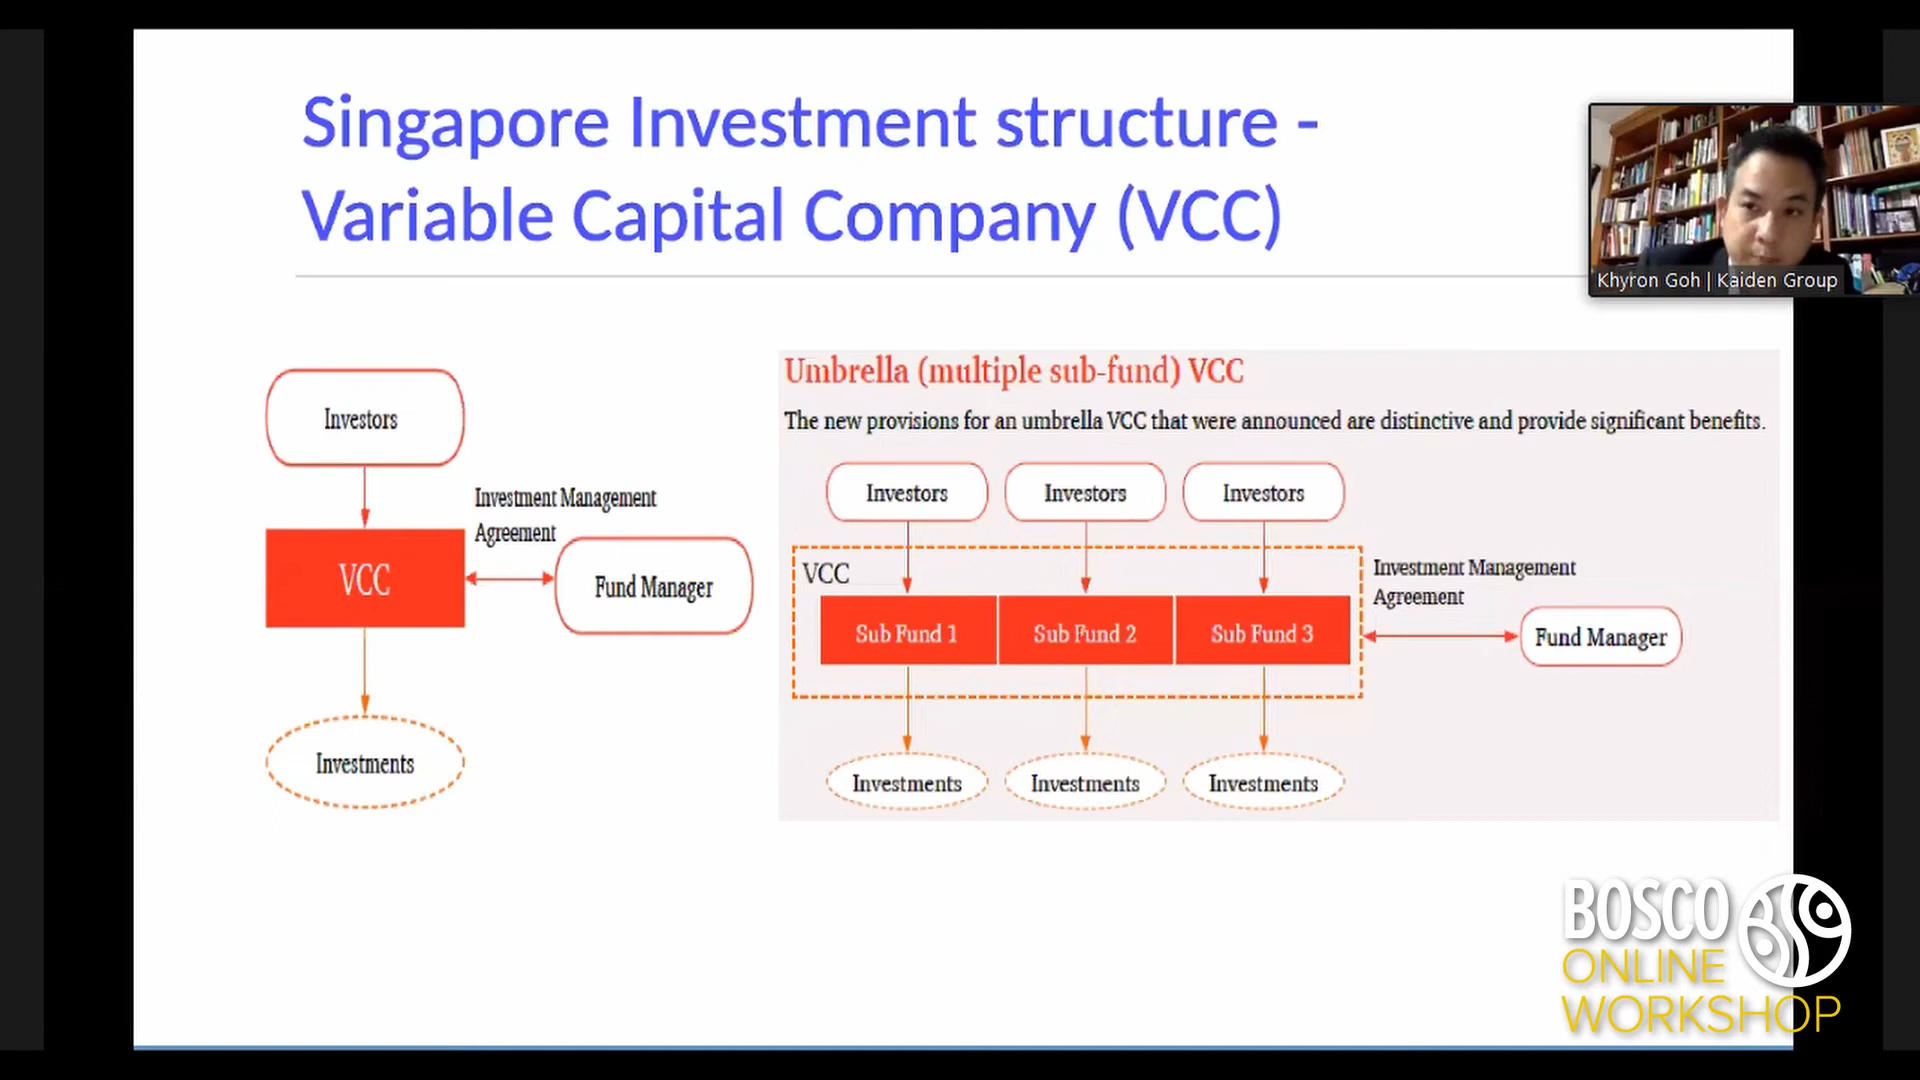 Singapore Investment structure -
Variable Capital Company (VCC)
Khyron Goh | Kaiden Group
Investors
Investment Management
Agreement
VCC
Fund Manager
Investments
Umbrella (multiple sub-fund) VCC
The new provisions for an umbrella VCC that were announced are distinctive and provide significant benefits.
Investors
Investors
Investors
VCC
Sub Fund 1
Sub Fund 2
Sub Fund 3
Investment Management
Agreement
Fund Manager
Investments
Investments
Investments
BOSCO
ONLINE
WORKSHOP